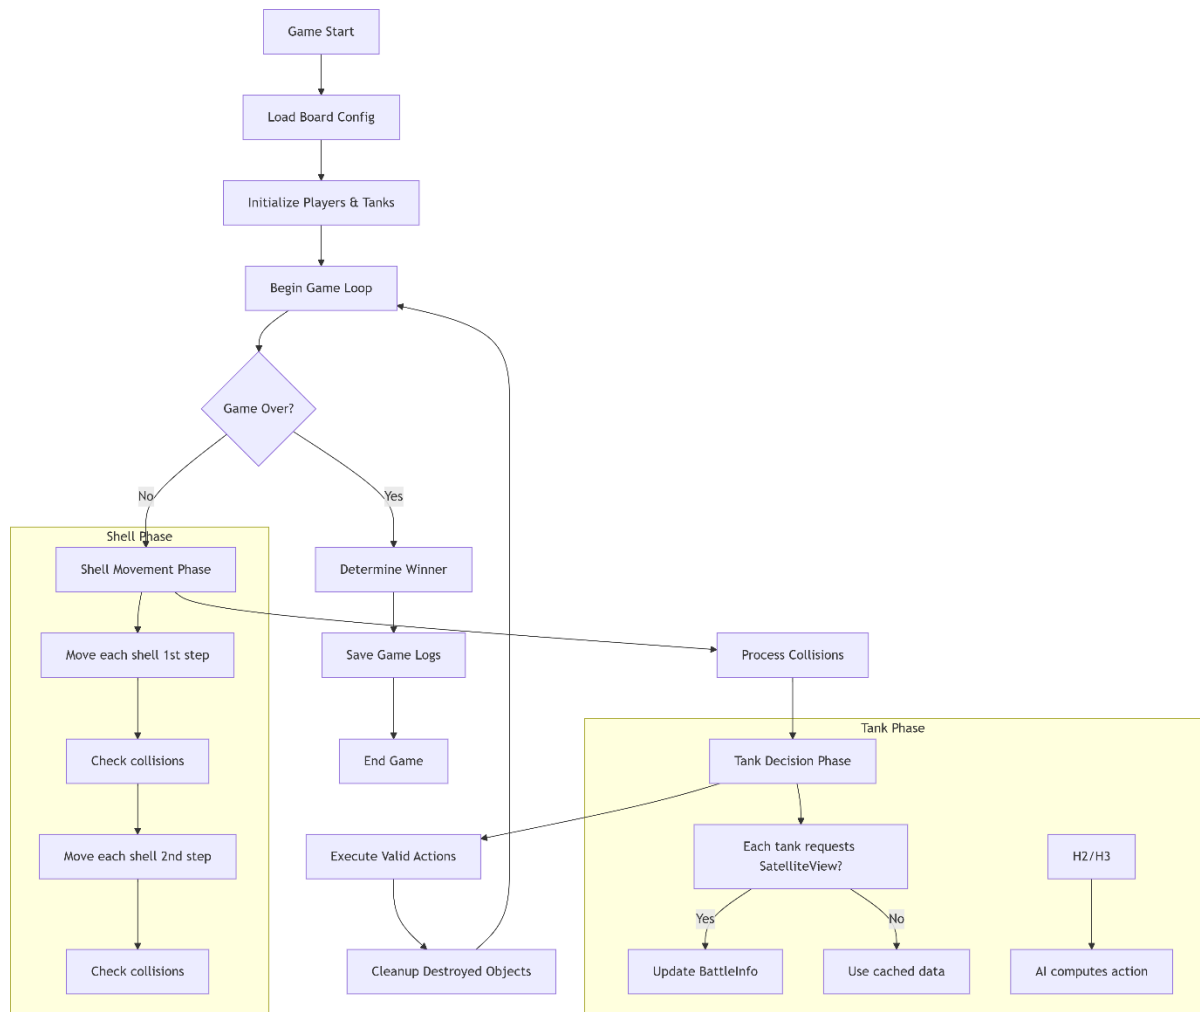 Game Start
Load Board Config
Initialize Players & Tanks
Begin Game Loop
Game Over?
No
Yes
Shell Phase
Shell Movement Phase
Determine Winner
Move each shell 1st step
Save Game Logs
Process Collisions
Tank Phase
Check collisions
End Game
Tank Decision Phase
Move each shell 2nd step
Execute Valid Actions
Each tank requests
SatelliteView?
H2/H3
Yes
No
Check collisions
Cleanup Destroyed Objects
Update BattleInfo
Use cached data
AI computes action